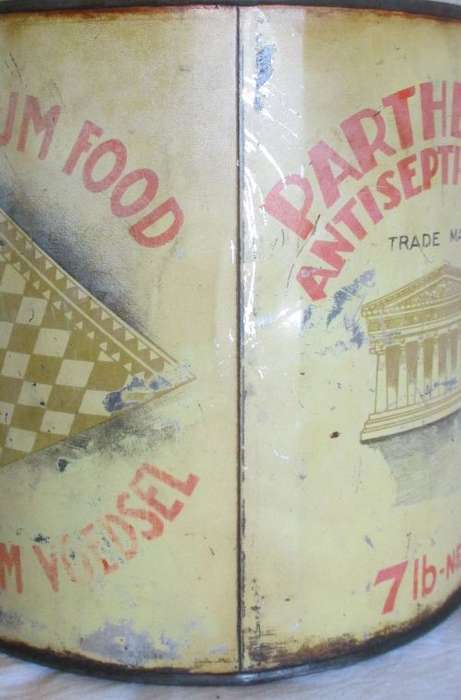 UM FOOD
M VOEDSEL
PARTHE
ANTISEPTI
TRADE MA
7lb-NE